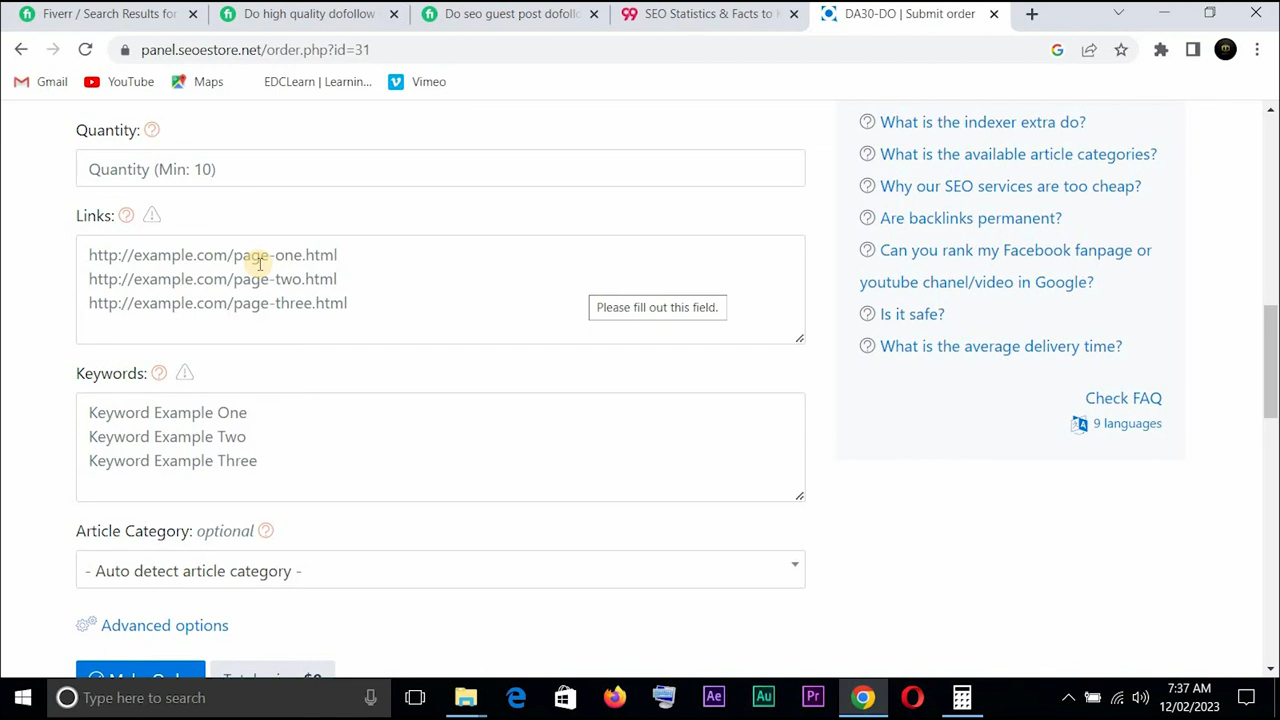 Fiverr / Search Results for
Do high quality dofollow
Do seo guest post dofoll
SEO Statistics & Facts to
DA30-DO | Submit order
panel.seoestore.net/order.php?id=31
Gmail
YouTube
Maps
EDCLearn | Learnin...
Vimeo
Quantity:
Quantity (Min: 10)
Links:
http://example.com/page-one.html
http://example.com/page-two.html
http://example.com/page-three.html
Please fill out this field.
Keywords:
Keyword Example One
Keyword Example Two
Keyword Example Three
Article Category: optional
- Auto detect article category -
Advanced options
What is the indexer extra do?
What is the available article categories?
Why our SEO services are too cheap?
Are backlinks permanent?
Can you rank my Facebook fanpage or
youtube chanel/video in Google?
Is it safe?
What is the average delivery time?
Check FAQ
9 languages
Type here to search
Ae
Au
Pr
7:37 AM
12/02/2023